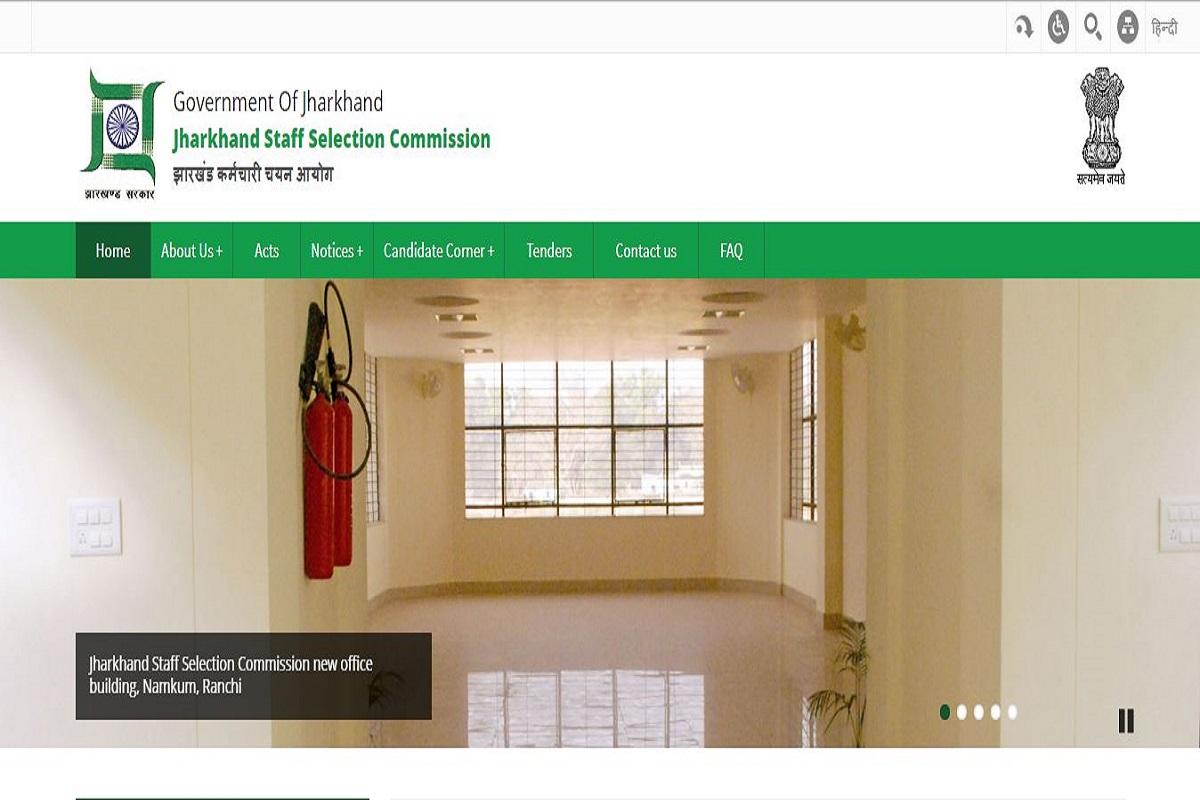 हिन्दी
Government Of Jharkhand
Jharkhand Staff Selection Commission
झारखंड कर्मचारी चयन आयोग
झारखण्ड सरकार
सत्यमेव जयते
Home About Us + Acts Notices + Candidate Corner + Tenders Contact us FAQ
Jharkhand Staff Selection Commission new office
building, Namkum, Ranchi